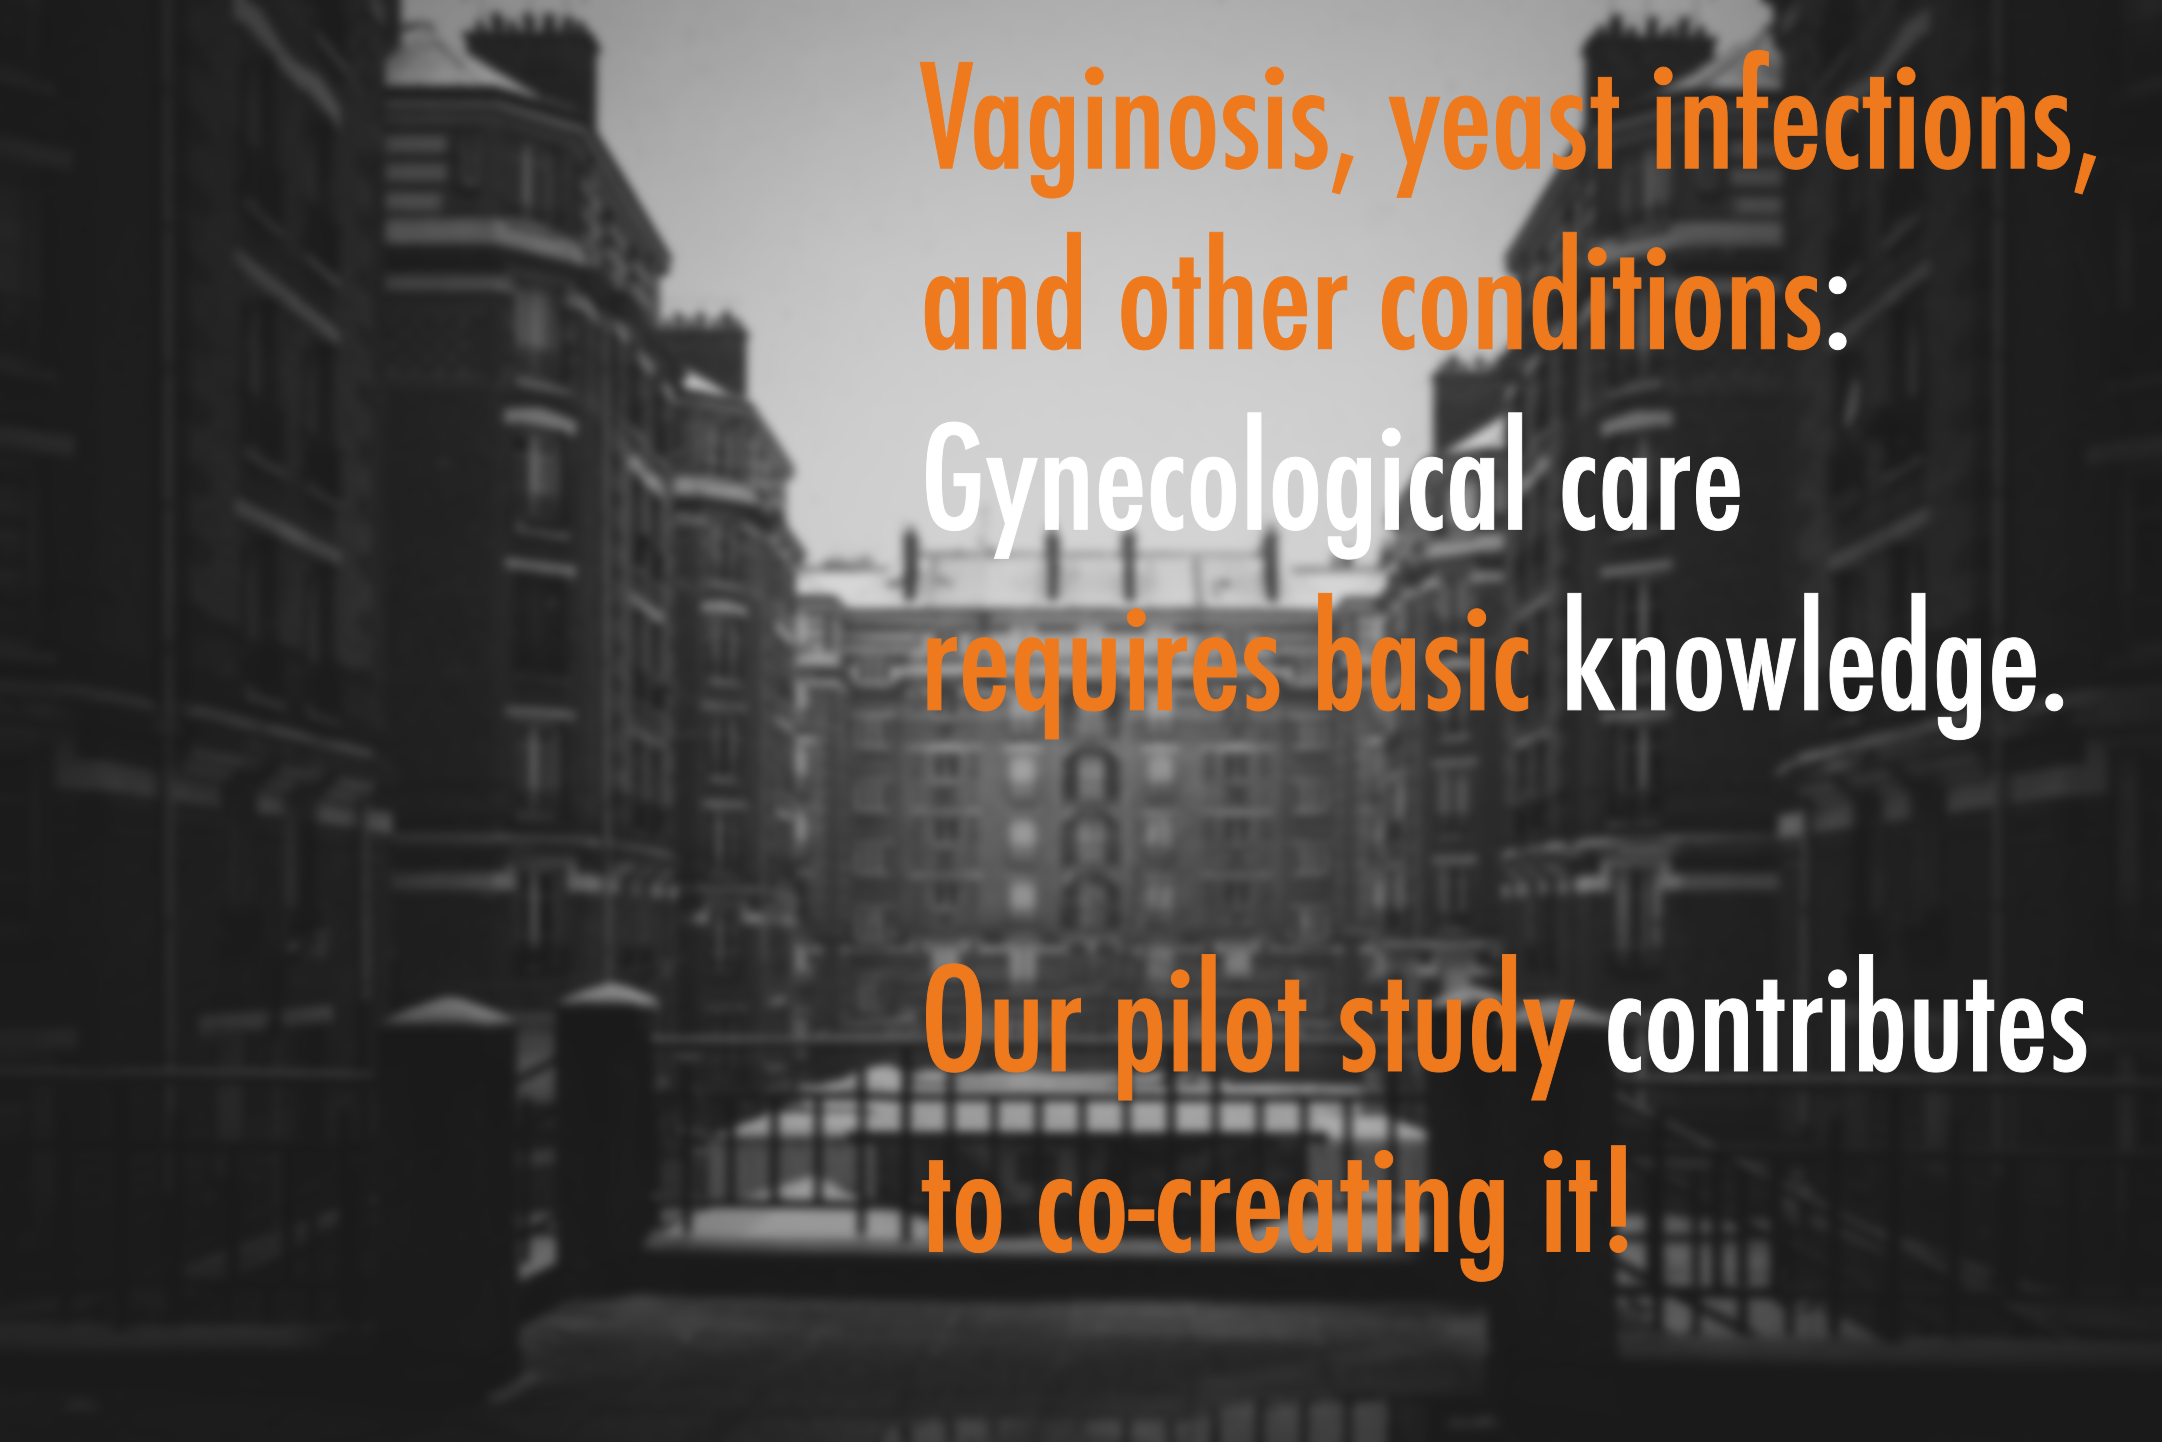 Vaginosis, yeast infections,
and other conditions:
Gynecological care
requires basic knowledge.
Our pilot study contributes
to co-creating it!